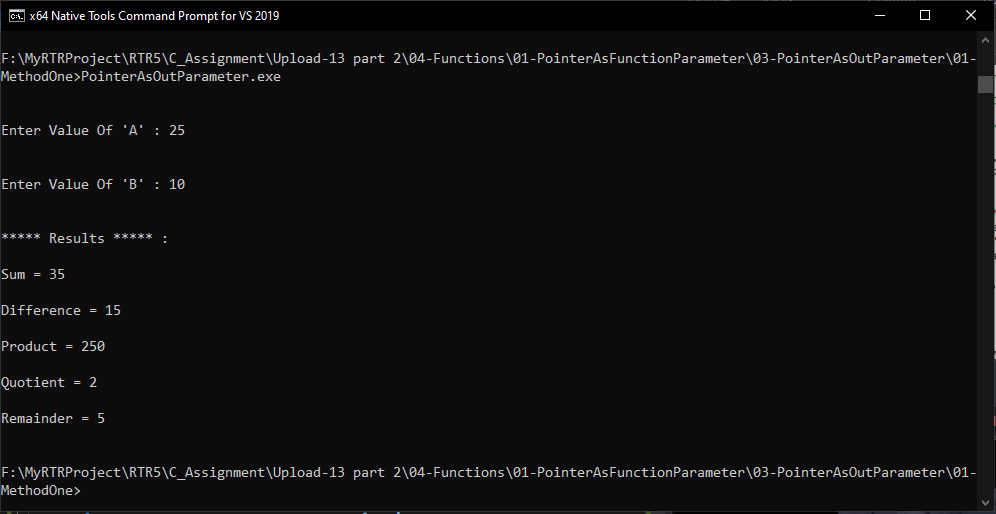 x64 Native Tools Command Prompt for VS 2019
F:\MyRTRProject\RTR5\C_Assignment\Upload-13 part 2\04-Functions\01-PointerAsFunctionParameter\03-PointerAsOutParameter\01-
MethodOne>PointerAsOutParameter.exe
Enter Value Of 'A' : 25
Enter Value Of 'B' : 10
***** Results ***** :
Sum = 35
Difference = 15
Product = 250
Quotient = 2
Remainder = 5
F:\MyRTRProject\RTR5\C_Assignment\Upload-13 part 2\04-Functions\01-PointerAsFunctionParameter\03-PointerAsOutParameter\01-
MethodOne>